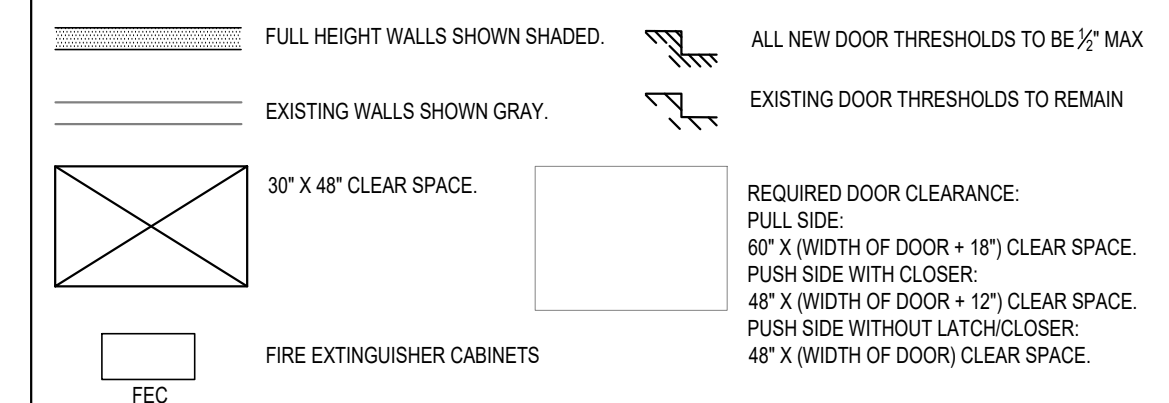 FULL HEIGHT WALLS SHOWN SHADED.
EXISTING WALLS SHOWN GRAY.
30" X 48" CLEAR SPACE.
FIRE EXTINGUISHER CABINETS
FEC
ALL NEW DOOR THRESHOLDS TO BE ½" MAX
EXISTING DOOR THRESHOLDS TO REMAIN
REQUIRED DOOR CLEARANCE:
PULL SIDE:
60" X (WIDTH OF DOOR + 18") CLEAR SPACE.
PUSH SIDE WITH CLOSER:
48" X (WIDTH OF DOOR + 12") CLEAR SPACE.
PUSH SIDE WITHOUT LATCH/CLOSER:
48" X (WIDTH OF DOOR) CLEAR SPACE.